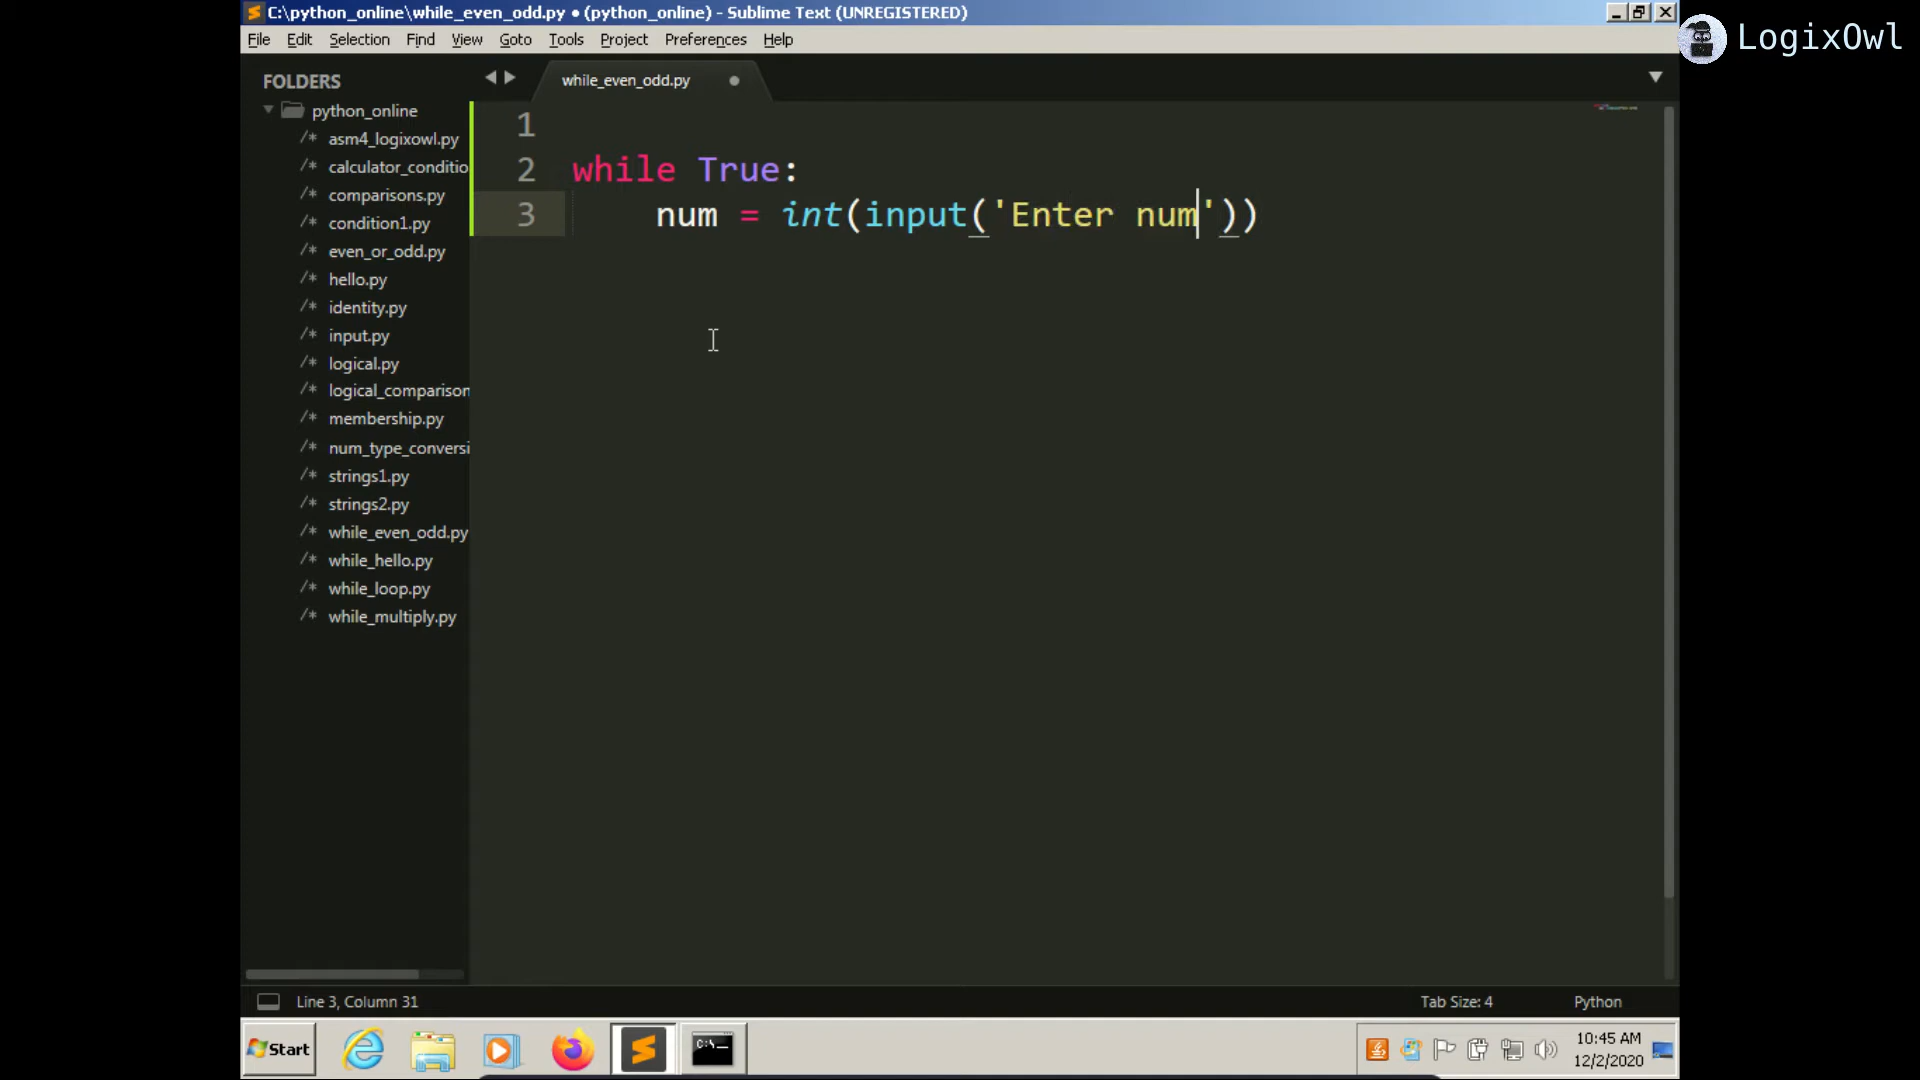 C:\python_online\while_even_odd.py • (python_online) - Sublime Text (UNREGISTERED)
LogixOwl
File Edit Selection Find View Goto Tools Project Preferences Help
FOLDERS
while_even_odd.py
python_online
/* asm4_logixowl.py
/* calculator_conditio
/* comparisons.py
/* condition1.py
/* even_or_odd.py
/* hello.py
/* identity.py
/* input.py
/* logical.py
/* logical_comparison
/* membership.py
/* num_type_conversi
/* strings1.py
/* strings2.py
/* while_even_odd.py
/* while_hello.py
/* while_loop.py
/* while_multiply.py
1
2 while True:
3 num = int(input('Enter num'))
Line 3, Column 31
Tab Size: 4
Python
Start
C:\
10:45 AM
12/2/2020